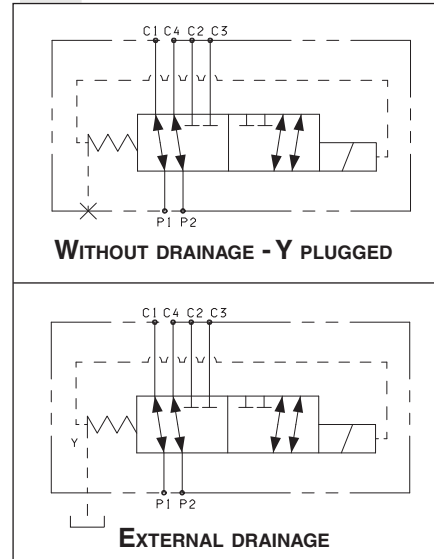 C1 C4 C2 C3
P1 P2
WITHOUT DRAINAGE - Y PLUGGED
C1 C4 C2 C3
Y
P1 P2
EXTERNAL DRAINAGE